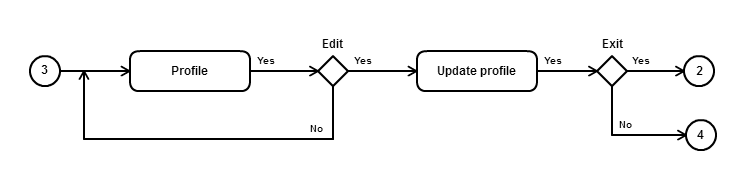 Edit
Exit
3
Profile
Yes
Yes
Update profile
Yes
Yes
2
No
No
4